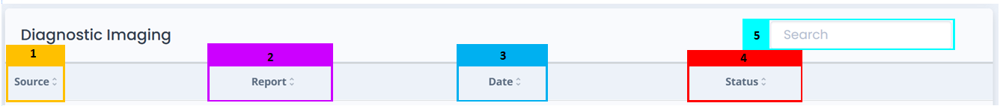 Diagnostic Imaging
5 Search
1 2 3 4
Source Report Date Status